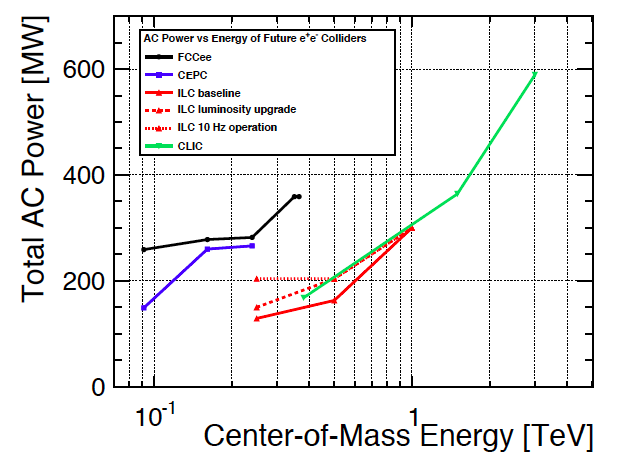 AC Power vs Energy of Future e⁺e⁻ Colliders
FCCee
CEPC
ILC baseline
ILC luminosity upgrade
ILC 10 Hz operation
CLIC
Total AC Power [MW]
600
400
200
0
10⁻¹
1
Center-of-Mass Energy [TeV]